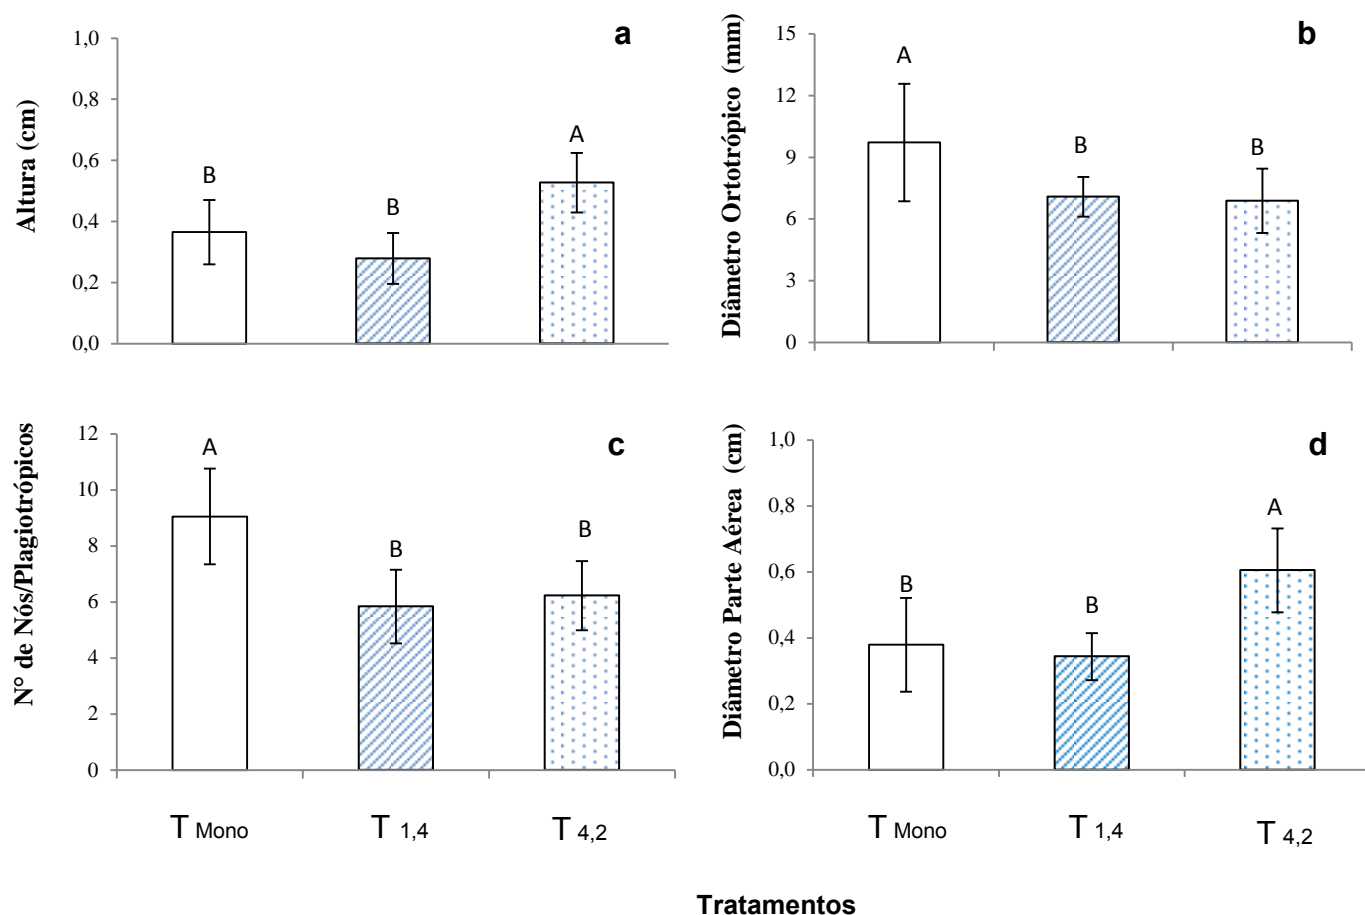 a
Altura (cm)
1,0
0,8
0,6
0,4
0,2
0,0
B
B
A
b
Diâmetro Ortotrópico (mm)
15
12
9
6
3
0
A
B
B
c
N° de Nós/Plagiotrópicos
12
10
8
6
4
2
0
A
B
B
T Mono
T 1,4
T 4,2
d
Diâmetro Parte Aérea (cm)
1,0
0,8
0,6
0,4
0,2
0,0
B
B
A
T Mono
T 1,4
T 4,2
Tratamentos